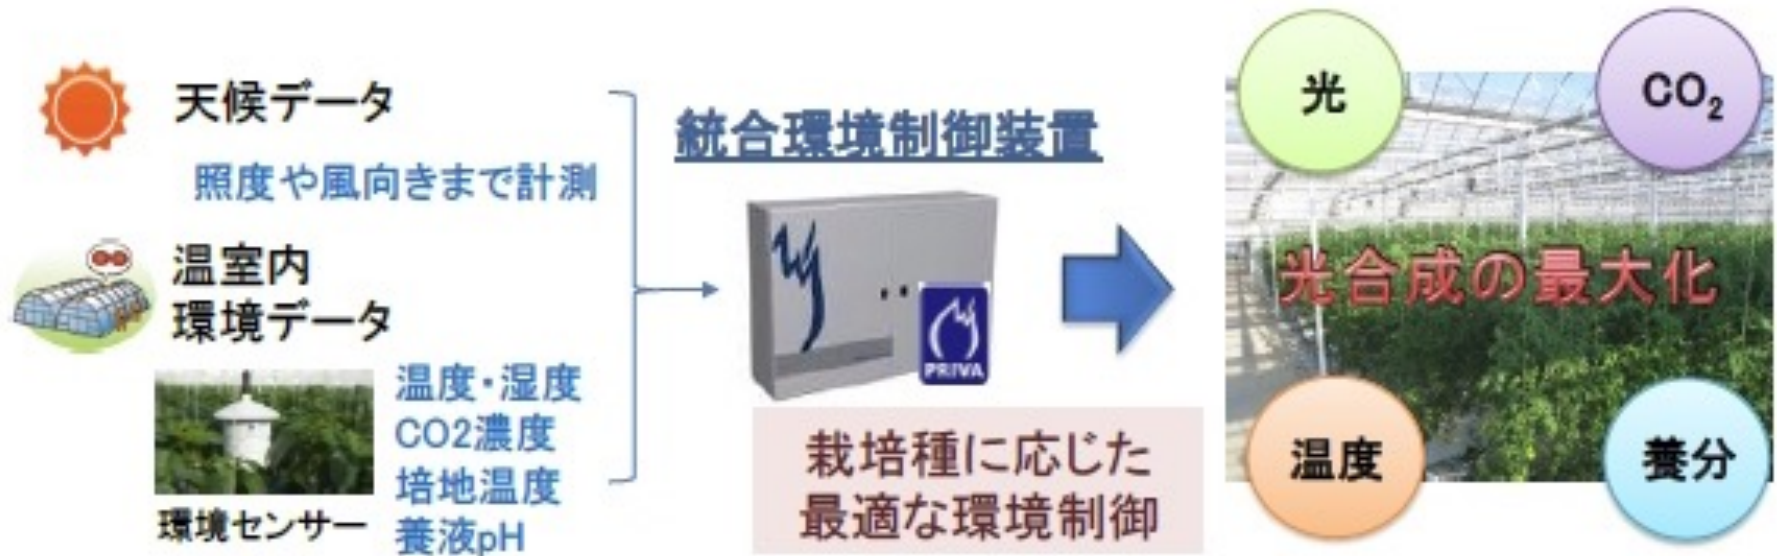 天候データ
照度や風向きまで計測
温室内
環境データ
環境センサー
温度・湿度
CO2濃度
培地温度
養液pH
統合環境制御装置
PRIVA
栽培種に応じた
最適な環境制御
光
CO₂
光合成の最大化
温度
養分